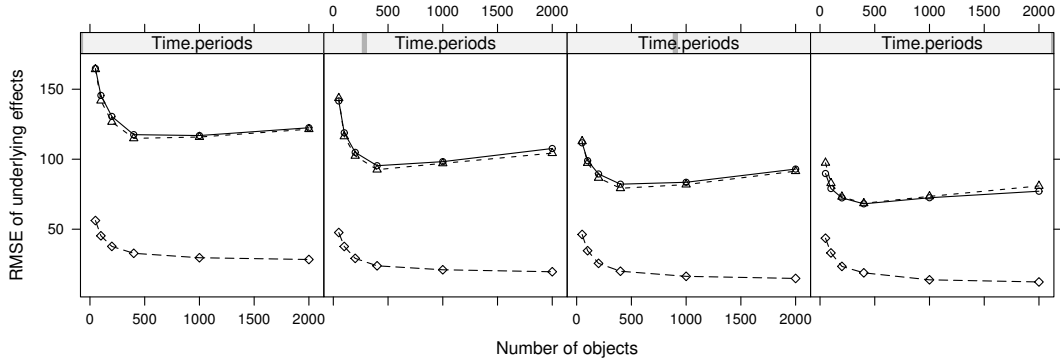 0 500 1000 1500 2000 0 500 1000 1500 2000
Time.periods Time.periods Time.periods Time.periods
RMSE of underlying effects
150
100
50
0 500 1000 1500 2000 0 500 1000 1500 2000
Number of objects